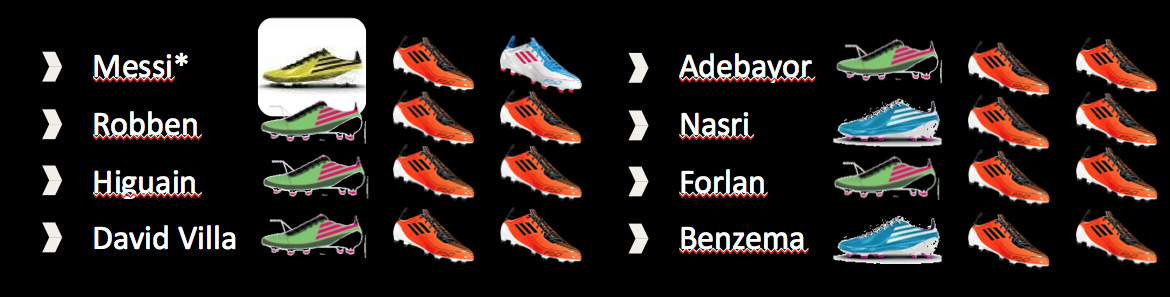 Messi*
Robben
Higuain
David Villa
Adebayor
Nasri
Forlan
Benzema